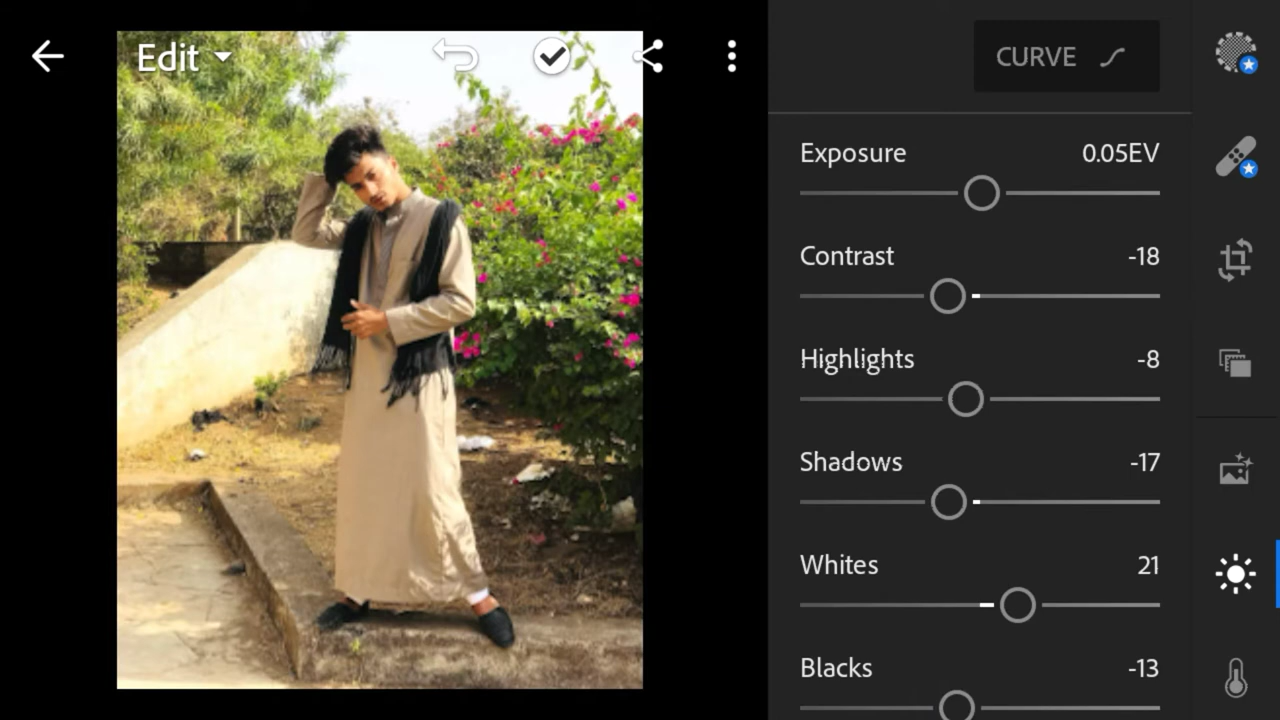 Edit
CURVE
Exposure 0.05EV
Contrast -18
Highlights -8
Shadows -17
Whites 21
Blacks -13